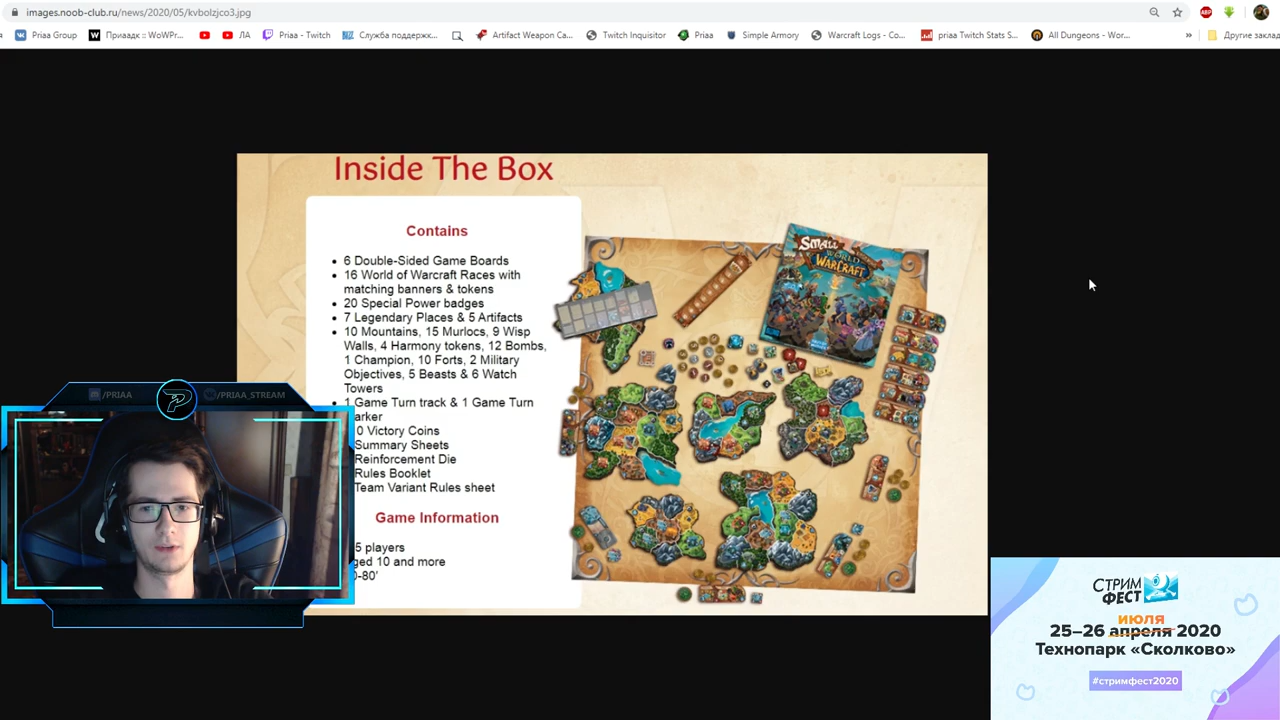 images.noob-club.ru/news/2020/05/kvbolzjco3.jpg
Priaa Group
Приаадк :: WoWPr...
ЛА
Priaa - Twitch
Служба поддержк...
Artifact Weapon Ca...
Twitch Inquisitor
Priaa
Simple Armory
Warcraft Logs - Co...
priaa Twitch Stats S...
All Dungeons - Wor...
»
Другие заклад
Inside The Box
Contains
• 6 Double-Sided Game Boards
• 16 World of Warcraft Races with
matching banners & tokens
• 20 Special Power badges
• 7 Legendary Places & 5 Artifacts
• 10 Mountains, 15 Murlocs, 9 Wisp
Walls, 4 Harmony tokens, 12 Bombs,
1 Champion, 10 Forts, 2 Military
Objectives, 5 Beasts & 6 Watch
Towers
• 1 Game Turn track & 1 Game Turn
arker
0 Victory Coins
Summary Sheets
Reinforcement Die
Rules Booklet
Team Variant Rules sheet
Game Information
5 players
ged 10 and more
0-80'
SMALL
WORLD
OF
WARCRAFT
/PRIAA
/PRIAA_STREAM
СТРИМ
ФЕСТ
июля
25–26 апреля 2020
Технопарк «Сколково»
#стримфест2020